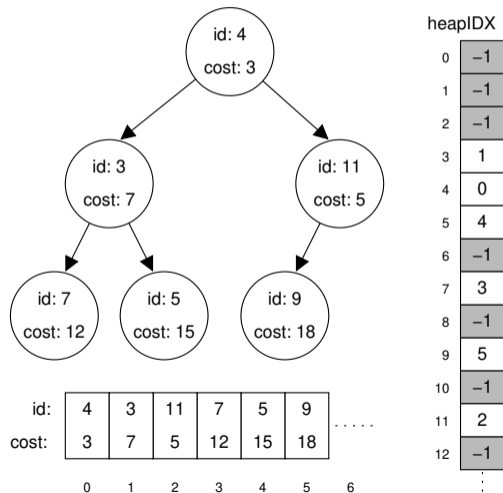 id: 4
cost: 3
id: 3
cost: 7
id: 11
cost: 5
id: 7
cost: 12
id: 5
cost: 15
id: 9
cost: 18
id: 4 3 11 7 5 9 . . . . .
cost: 3 7 5 12 15 18
0 1 2 3 4 5 6
heapIDX
0 −1
1 −1
2 −1
3 1
4 0
5 4
6 −1
7 3
8 −1
9 5
10 −1
11 2
12 −1